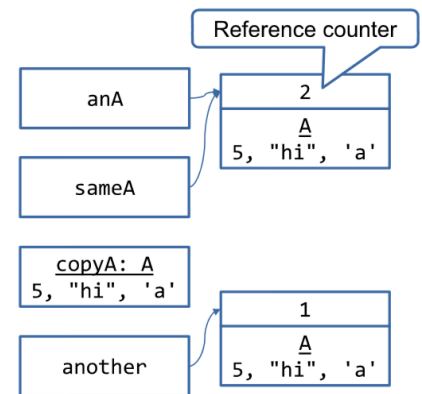 Reference counter
anA
2
A
5, "hi", 'a'
sameA
copyA: A
5, "hi", 'a'
1
A
5, "hi", 'a'
another